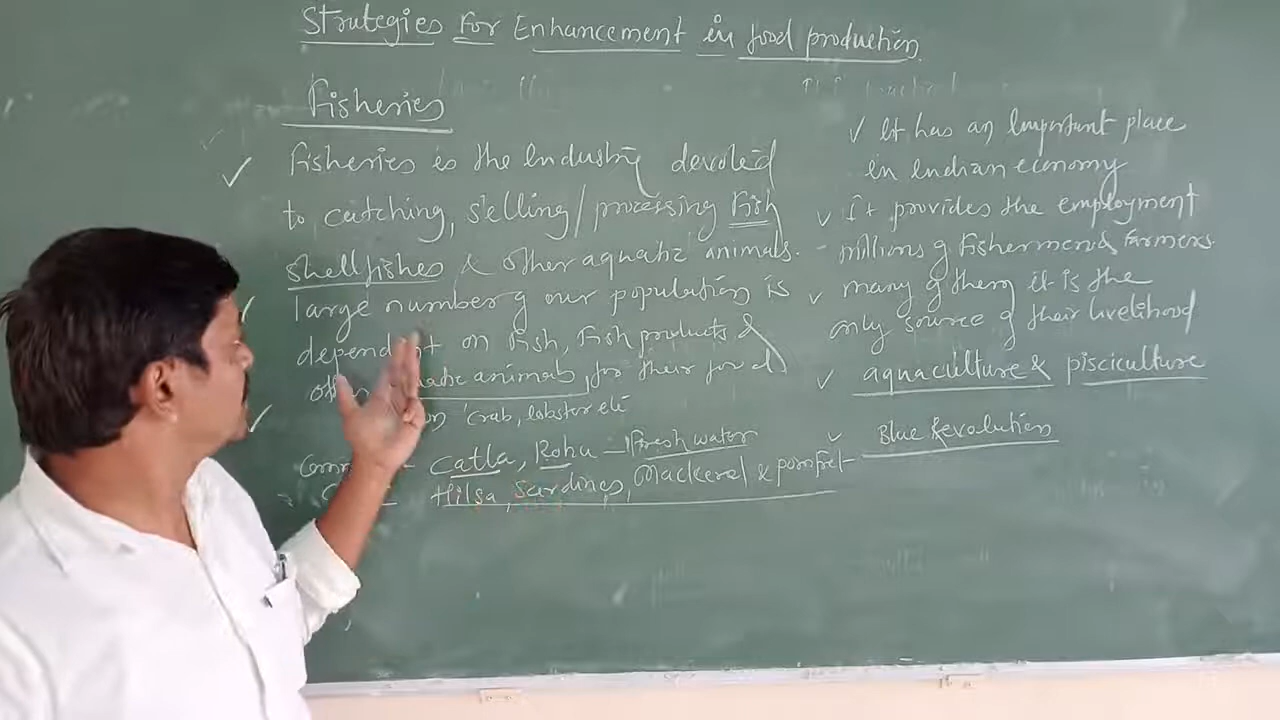 Strategies for Enhancement in food production
Fisheries
Fisheries is the Industry devoted
to catching, selling/processing Fish
shellfishes & other aquatic animals.
large number of our population is
dependent on Fish, Fish products &
animals, for their food
crab, lobster etc
Catla, Rohu - Freshwater
Hilsa, Sardines, Mackerel & pomfret
It has an Important place
in Indian economy
It provides the employment
millions of Fishermen & farmers.
many of them it is the
only source of their livelihood
aquaculture & pisciculture
Blue Revolution